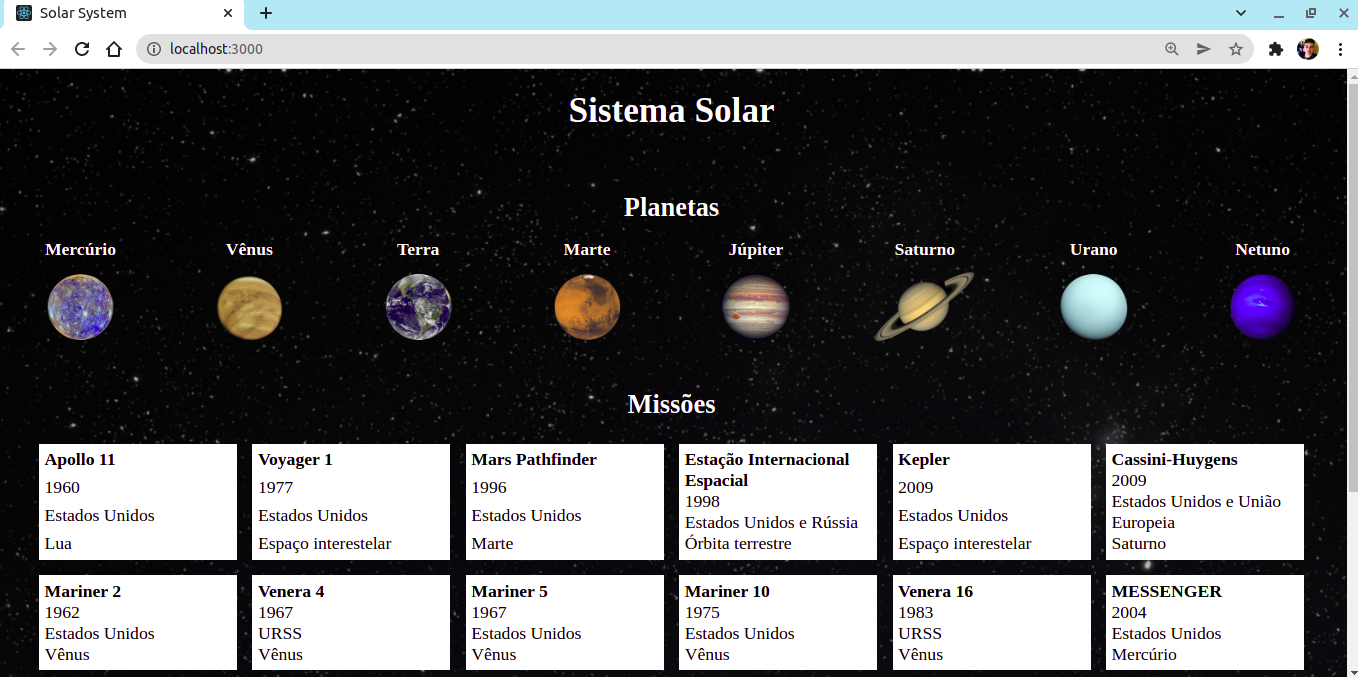 Solar System
localhost:3000
Sistema Solar
Planetas
Mercúrio
Vênus
Terra
Marte
Júpiter
Saturno
Urano
Netuno
Missões
Apollo 11
1960
Estados Unidos
Lua
Voyager 1
1977
Estados Unidos
Espaço interestelar
Mars Pathfinder
1996
Estados Unidos
Marte
Estação Internacional
Espacial
1998
Estados Unidos e Rússia
Órbita terrestre
Kepler
2009
Estados Unidos
Espaço interestelar
Cassini-Huygens
2009
Estados Unidos e União
Europeia
Saturno
Mariner 2
1962
Estados Unidos
Vênus
Venera 4
1967
URSS
Vênus
Mariner 5
1967
Estados Unidos
Vênus
Mariner 10
1975
Estados Unidos
Vênus
Venera 16
1983
URSS
Vênus
MESSENGER
2004
Estados Unidos
Mercúrio